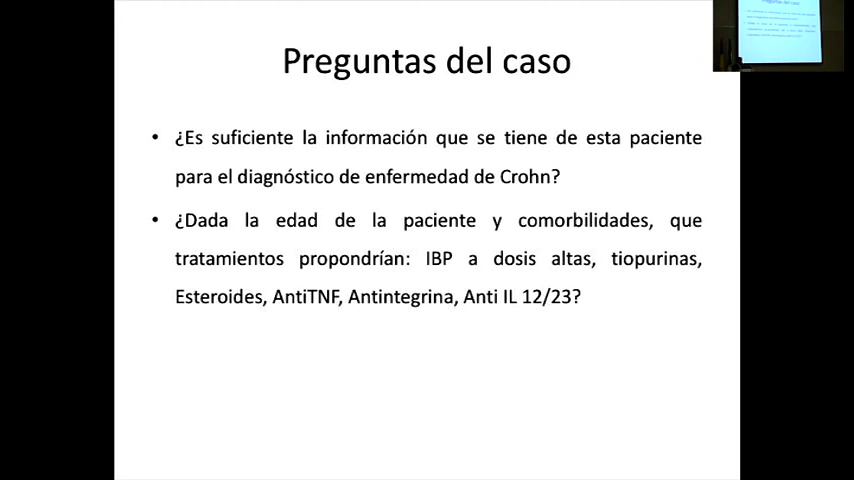 Preguntas del caso
• ¿Es suficiente la información que se tiene de esta paciente
para el diagnóstico de enfermedad de Crohn?
• ¿Dada la edad de la paciente y comorbilidades, que
tratamientos propondrían: IBP a dosis altas, tiopurinas,
Esteroides, AntiTNF, Antintegrina, Anti IL 12/23?